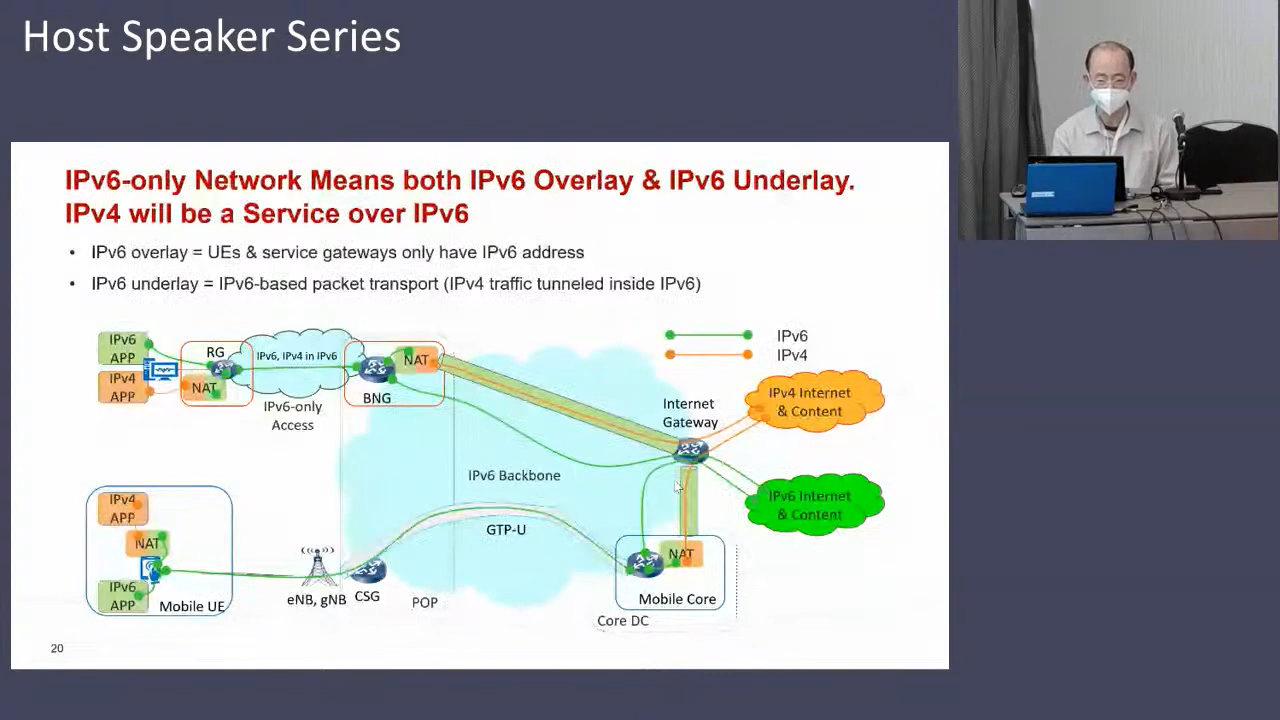 Host Speaker Series
IPv6-only Network Means both IPv6 Overlay & IPv6 Underlay.
IPv4 will be a Service over IPv6
• IPv6 overlay = UEs & service gateways only have IPv6 address
• IPv6 underlay = IPv6-based packet transport (IPv4 traffic tunneled inside IPv6)
IPv6
IPv4
IPv6
APP
IPv4
APP
RG
NAT
IPv6, IPv4 in IPv6
IPv6-only
Access
NAT
BNG
Internet
Gateway
IPv4 Internet
& Content
IPv6 Backbone
IPv6 Internet
& Content
GTP-U
IPv4
APP
NAT
IPv6
APP
Mobile UE
eNB, gNB
CSG
POP
NAT
Mobile Core
Core DC
20